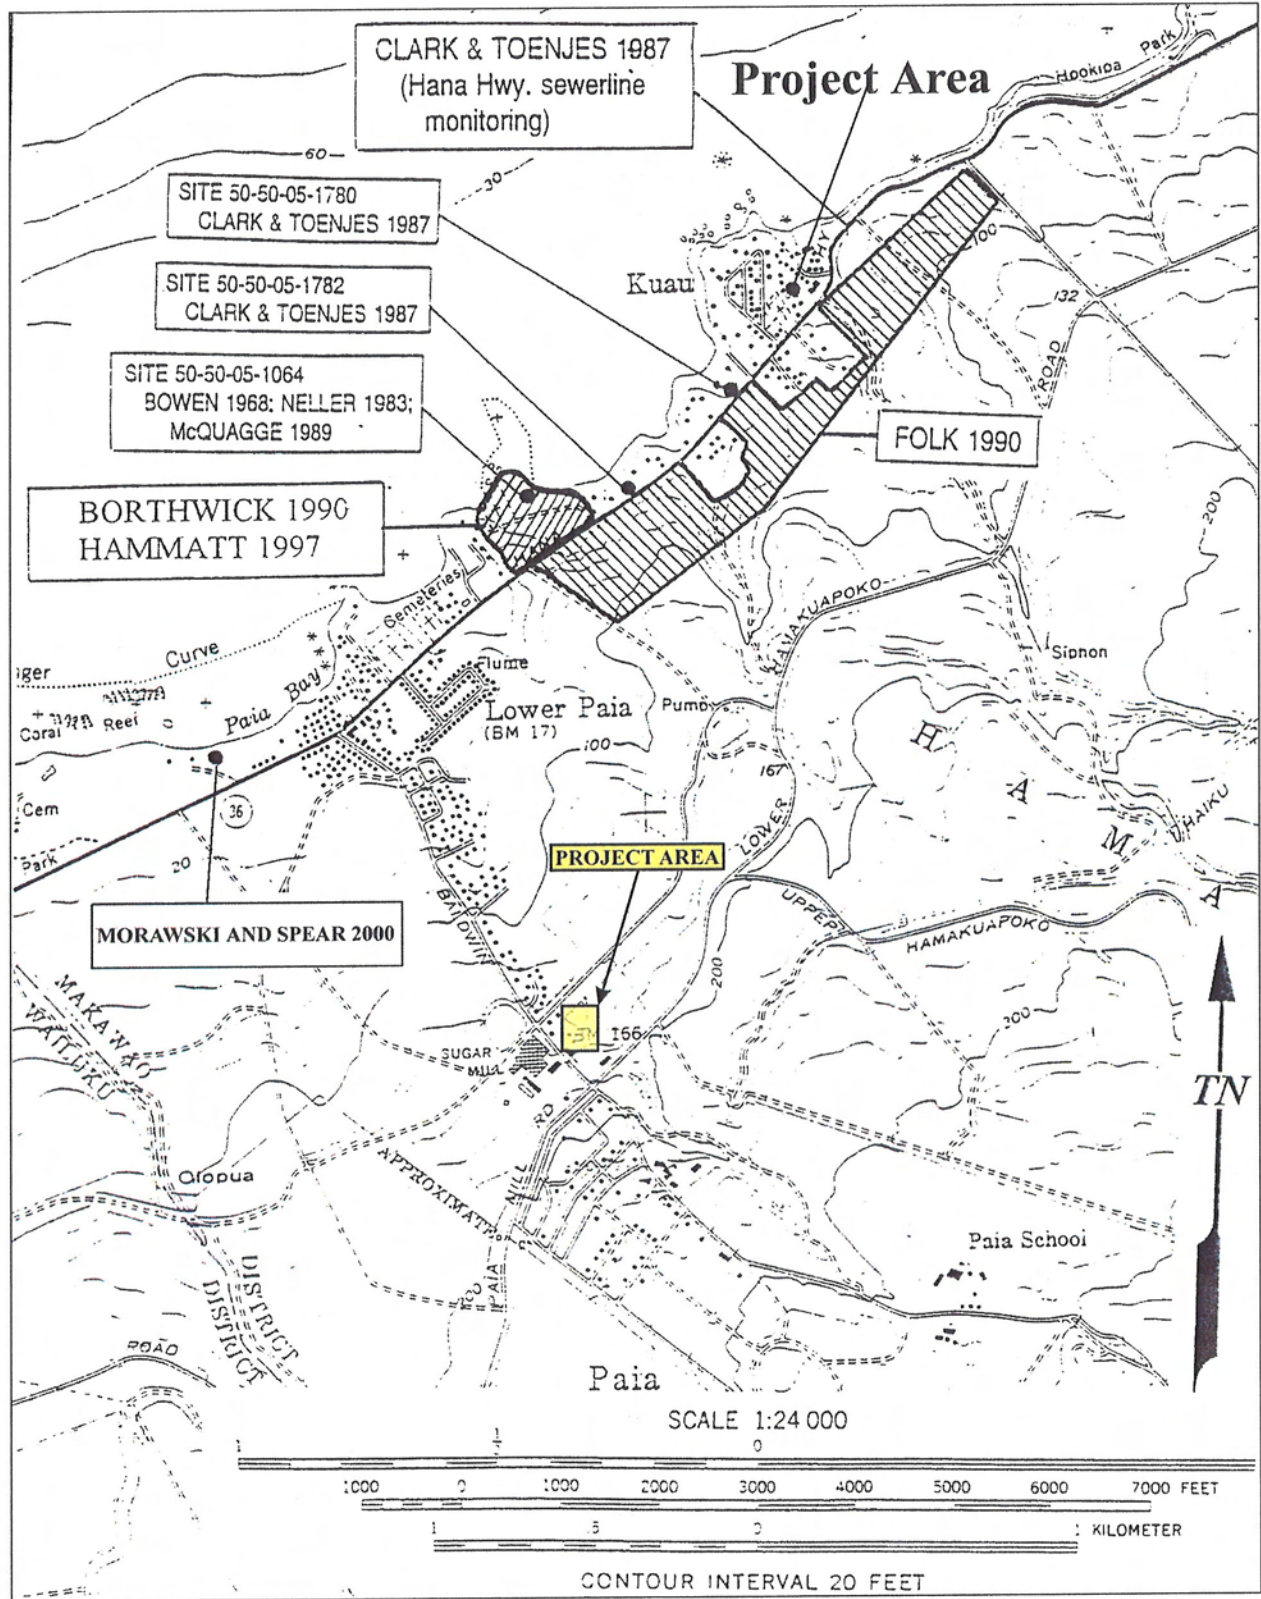 CLARK & TOENJES 1987
(Hana Hwy. sewerline
monitoring)
Project Area
Hookipa
Park
60
30
SITE 50-50-05-1780
CLARK & TOENJES 1987
SITE 50-50-05-1782
CLARK & TOENJES 1987
SITE 50-50-05-1064
BOWEN 1968; NELLER 1983;
McQUAGGE 1989
Kuau
HY
100
132
ROAD
FOLK 1990
200
BORTHWICK 1990
HAMMATT 1997
Cemeteries
HAMAKUAPOKO
Curve
Coral
Reef
Paia Bay
Flume
Lower Paia
(BM 17)
Pump
Sipnon
100
167
H
A
M
A
HAIKU
Cem
36
Park
20
PROJECT AREA
LOWER
BALDWIN
UPPER
HAMAKUAPOKO
MORAWSKI AND SPEAR 2000
200
200
MAKAWAO
WAILUKU
SUGAR
MILL
166
TN
RD
MILL
PAIA
APPROXIMATE
Olopua
DISTRICT
DISTRICT
Paia School
ROAD
Paia
SCALE 1:24 000
1
1
2
0
1000
0
1000
2000
3000
4000
5000
6000
7000 FEET
1
.5
0
1 KILOMETER
CONTOUR INTERVAL 20 FEET